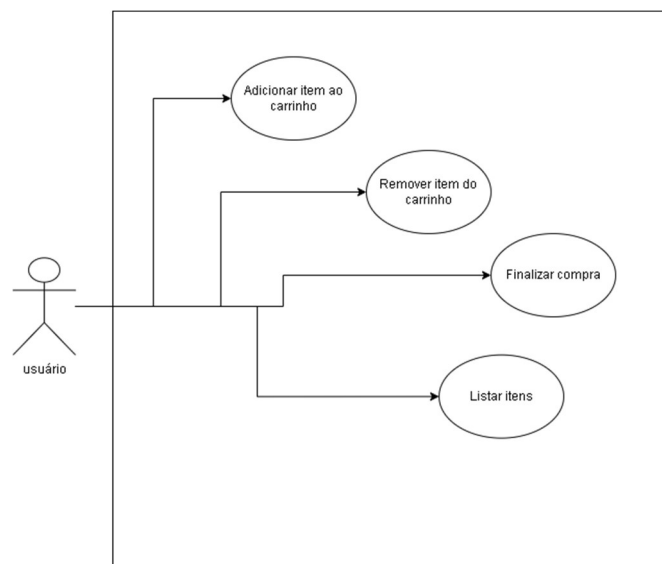 Adicionar item ao
carrinho
Remover item do
carrinho
Finalizar compra
usuário
Listar itens